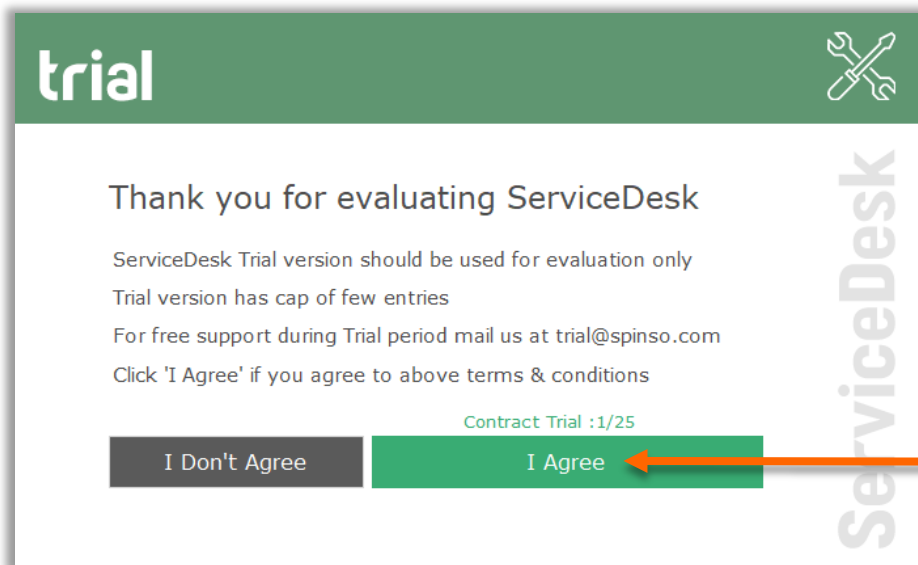 trial
Thank you for evaluating ServiceDesk
ServiceDesk Trial version should be used for evaluation only
Trial version has cap of few entries
For free support during Trial period mail us at trial@spinso.com
Click 'I Agree' if you agree to above terms & conditions
Contract Trial :1/25
I Don't Agree
I Agree
ServiceDesk